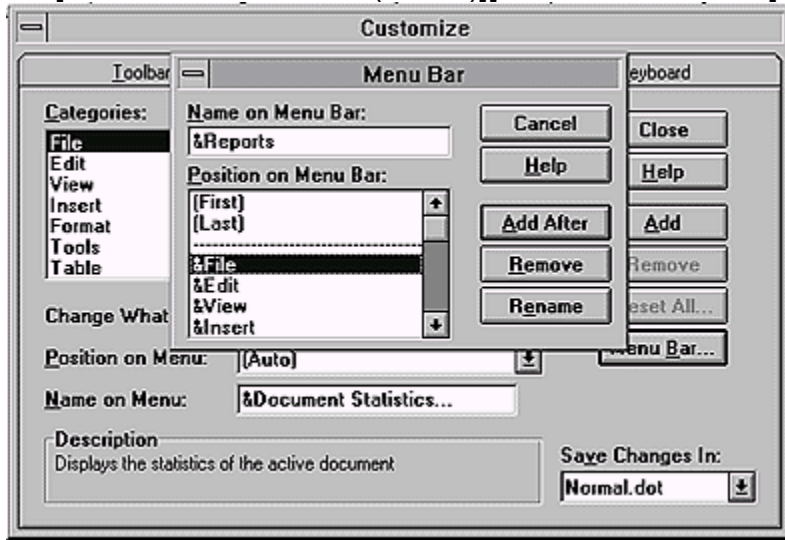 Customize
Toolbar
Menu Bar
eyboard
Categories:
File
Edit
View
Insert
Format
Tools
Table
Name on Menu Bar:
&Reports
Position on Menu Bar:
(First)
(Last)
&File
&Edit
&View
&Insert
Cancel
Help
Add After
Remove
Rename
Close
Help
Add
Remove
eset All...
Menu Bar...
Change What
Position on Menu:
(Auto)
Name on Menu:
&Document Statistics...
Description
Displays the statistics of the active document
Save Changes In:
Normal.dot